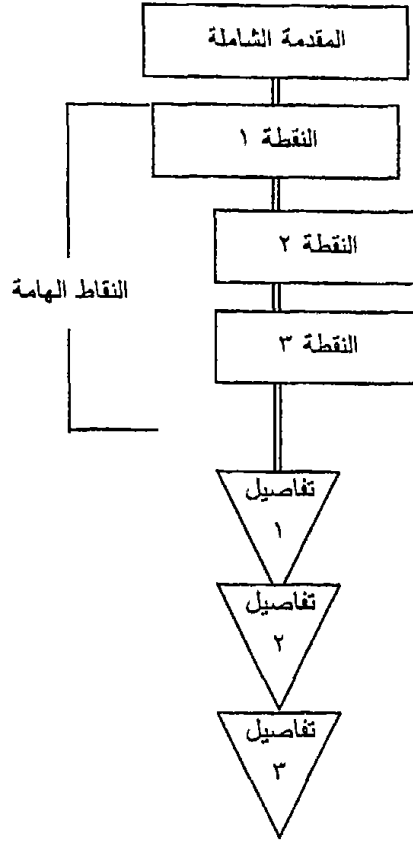 المقدمة الشاملة
النقطة ١
النقطة ٢
النقاط الهامة
النقطة ٣
تفاصيل
١
تفاصيل
٢
تفاصيل
٣